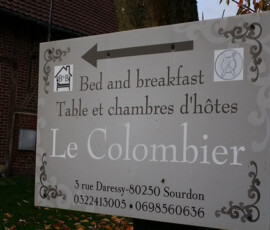 B&B
Bed and breakfast
Table et chambres d'hôtes
Le Colombier
3 rue Daressy-80250 Sourdon
0322413005 • 0698560636